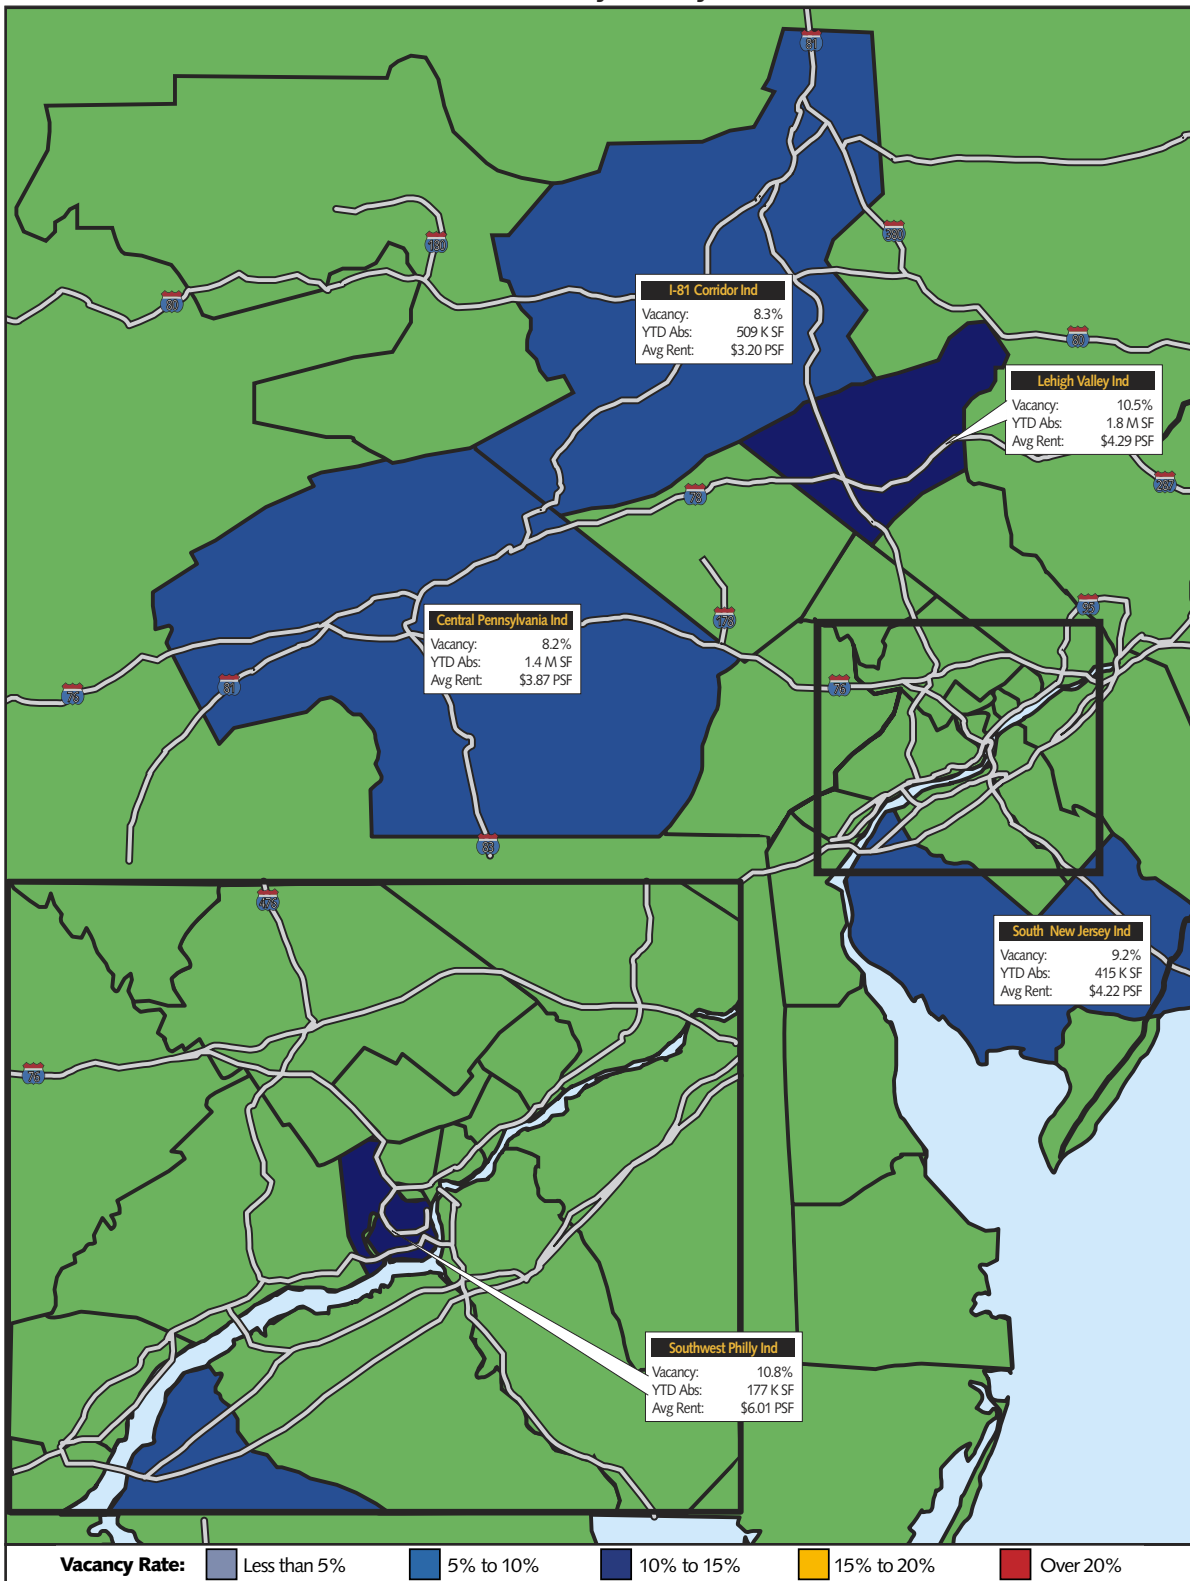 81
380
180
80
I-81 Corridor Ind
Vacancy: 8.3%
YTD Abs: 509 K SF
Avg Rent: $3.20 PSF
80
Lehigh Valley Ind
Vacancy: 10.5%
YTD Abs: 1.8 M SF
Avg Rent: $4.29 PSF
287
78
95
176
Central Pennsylvania Ind
Vacancy: 8.2%
YTD Abs: 1.4 M SF
Avg Rent: $3.87 PSF
76
81
76
83
476
South New Jersey Ind
Vacancy: 9.2%
YTD Abs: 415 K SF
Avg Rent: $4.22 PSF
76
Southwest Philly Ind
Vacancy: 10.8%
YTD Abs: 177 K SF
Avg Rent: $6.01 PSF
Vacancy Rate: Less than 5% 5% to 10% 10% to 15% 15% to 20% Over 20%